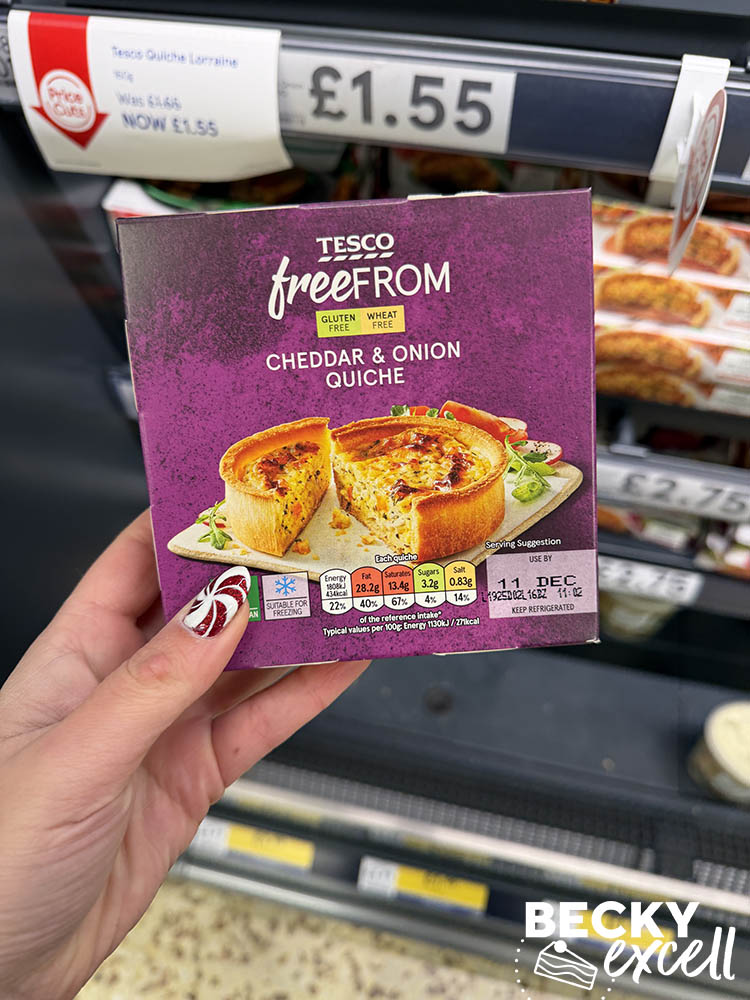 Tesco Quiche Lorraine
160g
Was £1.65
NOW £1.55
Price
Cuts
£1.55
TESCO
freeFROM
GLUTEN FREE
WHEAT FREE
CHEDDAR & ONION
QUICHE
Serving Suggestion
Each quiche
Energy
1808kJ
434kcal
22%
Fat
28.2g
40%
Saturates
13.4g
67%
Sugars
3.2g
4%
Salt
0.83g
14%
of the reference intake*
Typical values per 100g: Energy 1130kJ / 271kcal
SUITABLE FOR
FREEZING
USE BY
11 DEC
11:02
KEEP REFRIGERATED
£2.75
BECKY
excell